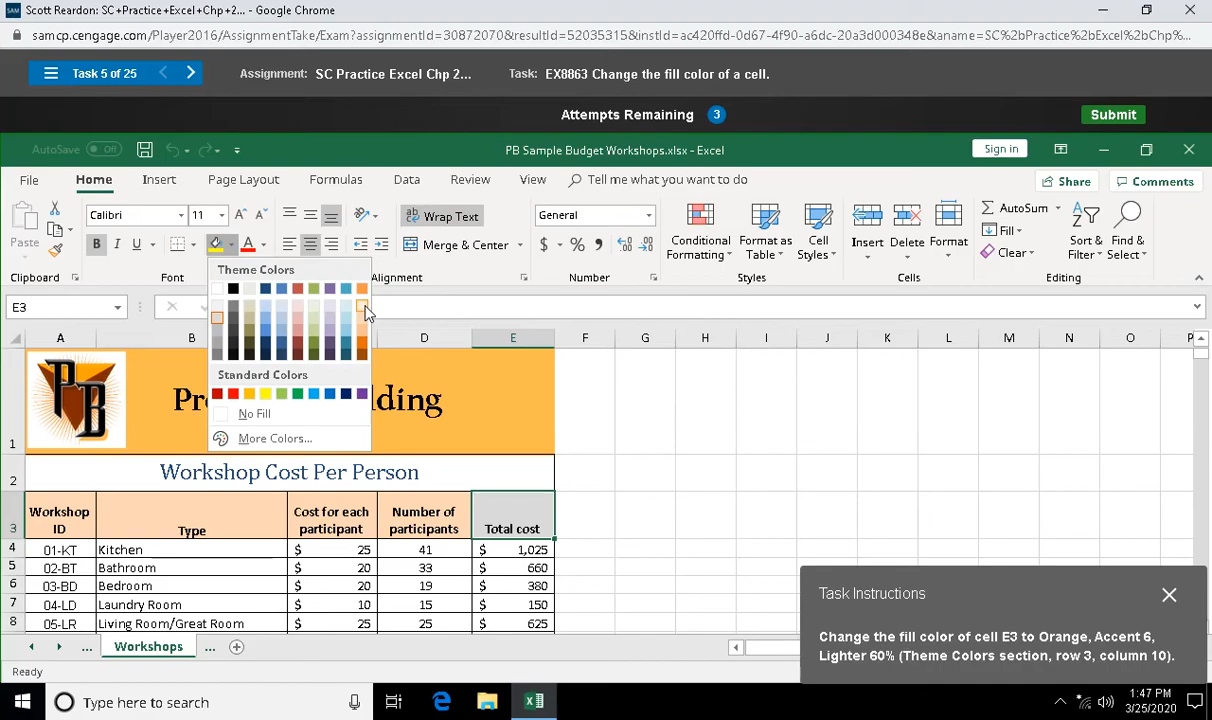 SAM Scott Reardon: SC+Practice+Excel+Chp+2... - Google Chrome
samcp.cengage.com/Player2016/AssignmentTake/Exam?assignmentId=30872070&resultId=52035315&instId=ac420ffd-0d67-4f90-a6dc-20a3d000348e&aname=SC%2bPractice%2bExcel%2bChp%...
Task 5 of 25 Assignment: SC Practice Excel Chp 2... Task: EX8863 Change the fill color of a cell.
Attempts Remaining 3 Submit
AutoSave Off PB Sample Budget Workshops.xlsx - Excel Sign in
File Home Insert Page Layout Formulas Data Review View Tell me what you want to do Share Comments
Calibri 11 A A ab Wrap Text General AutoSum
Paste B I U A Merge & Center $ % , Conditional Formatting Format as Table Cell Styles Insert Delete Format Fill Clear Sort & Filter Find & Select
Clipboard Font Alignment Number Styles Cells Editing
Theme Colors
E3
A B D E F G H I J K L M N O P
Standard Colors
No Fill
More Colors...
PB
1 Pr lding
2 Workshop Cost Per Person
3 Workshop ID Type Cost for each participant Number of participants Total cost
4 01-KT Kitchen $ 25 41 $ 1,025
5 02-BT Bathroom $ 20 33 $ 660
6 03-BD Bedroom $ 20 19 $ 380
7 04-LD Laundry Room $ 10 15 $ 150
8 05-LR Living Room/Great Room $ 25 25 $ 625
Task Instructions
Change the fill color of cell E3 to Orange, Accent 6,
Lighter 60% (Theme Colors section, row 3, column 10).
... Workshops ...
Ready
Type here to search
1:47 PM
3/25/2020